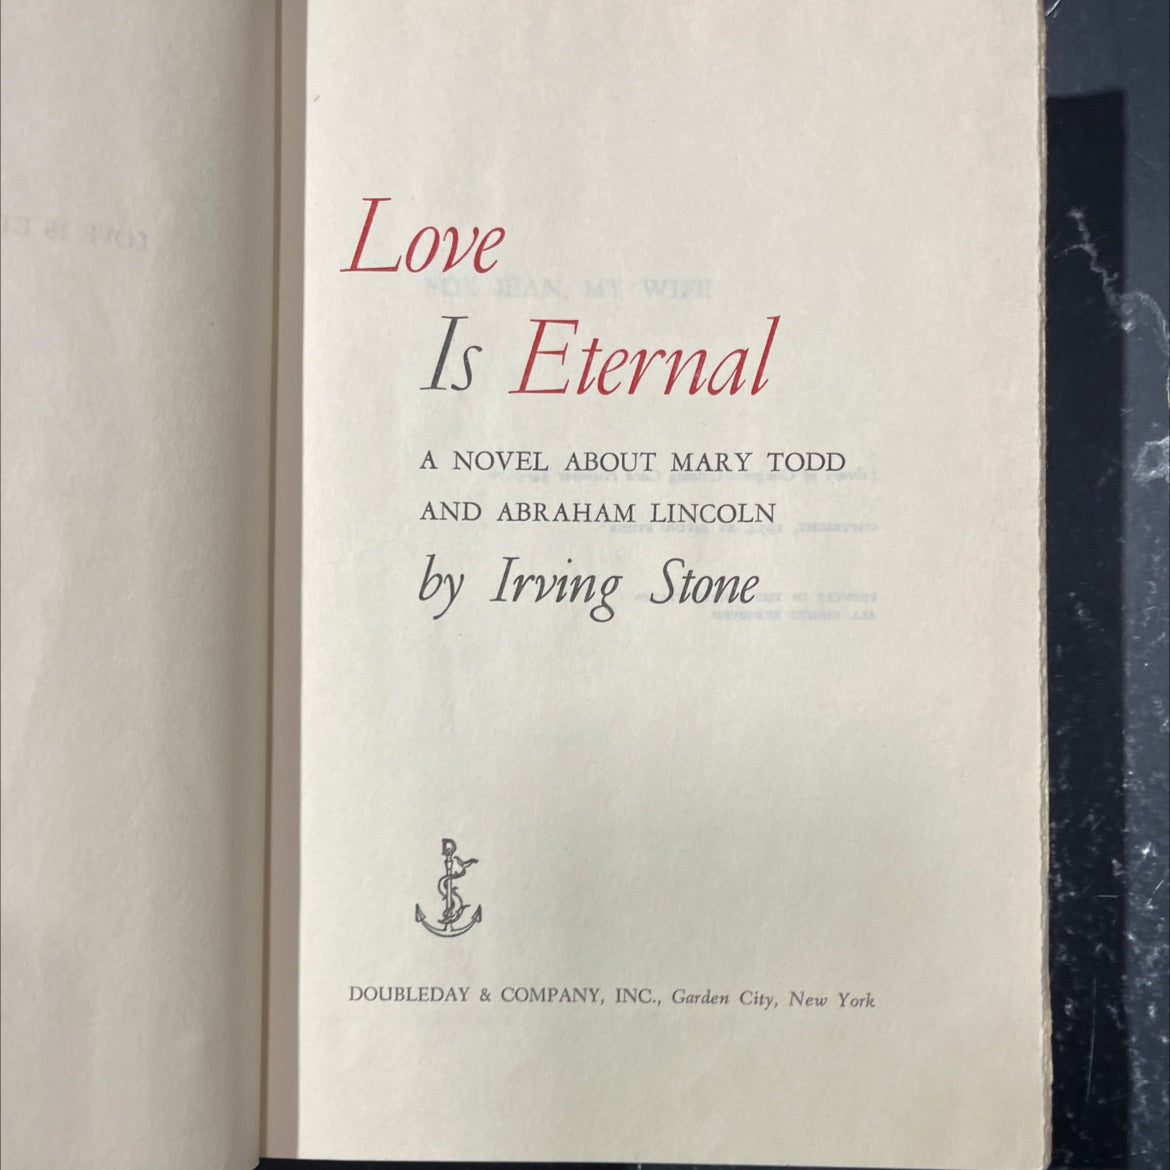 Love
Is Eternal
A NOVEL ABOUT MARY TODD
AND ABRAHAM LINCOLN
by Irving Stone
D
DOUBLEDAY & COMPANY, INC., Garden City, New York